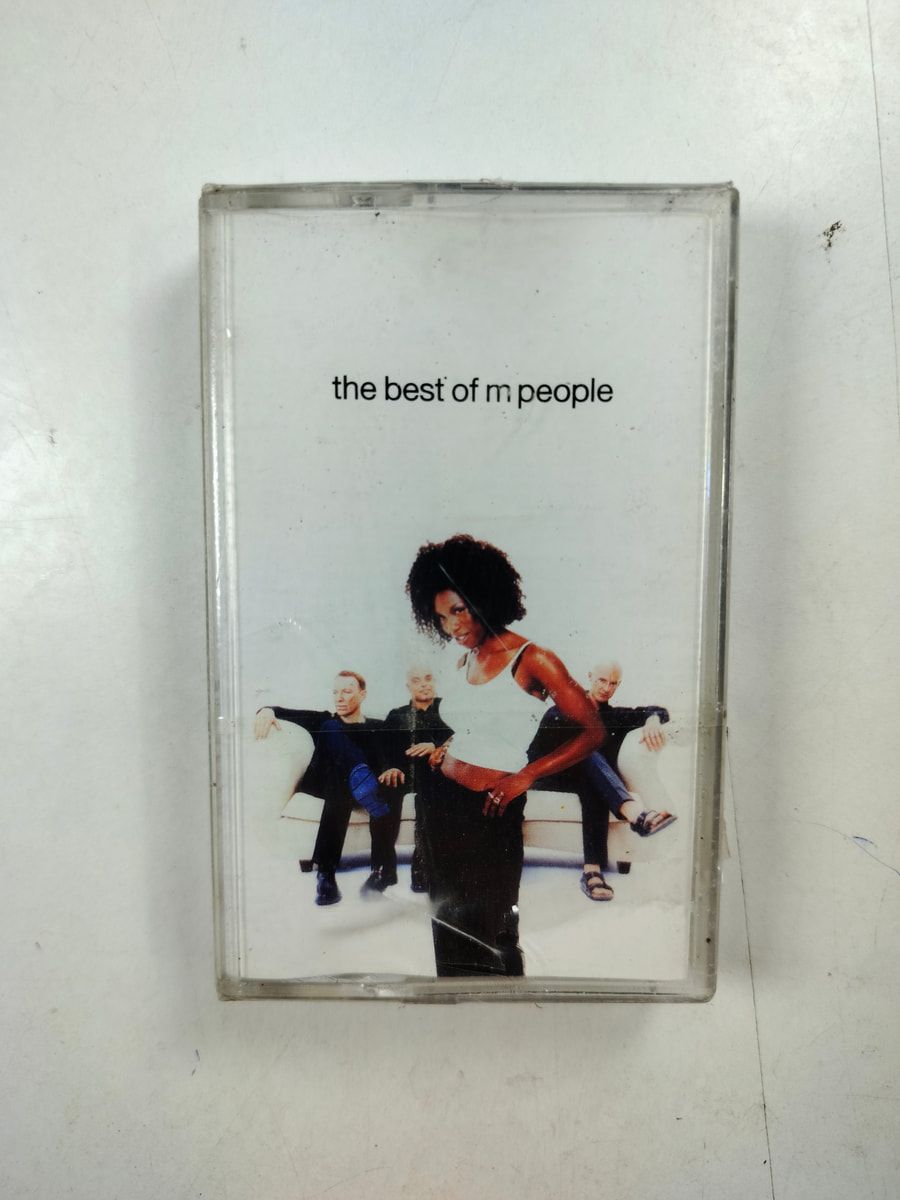 the best of m people